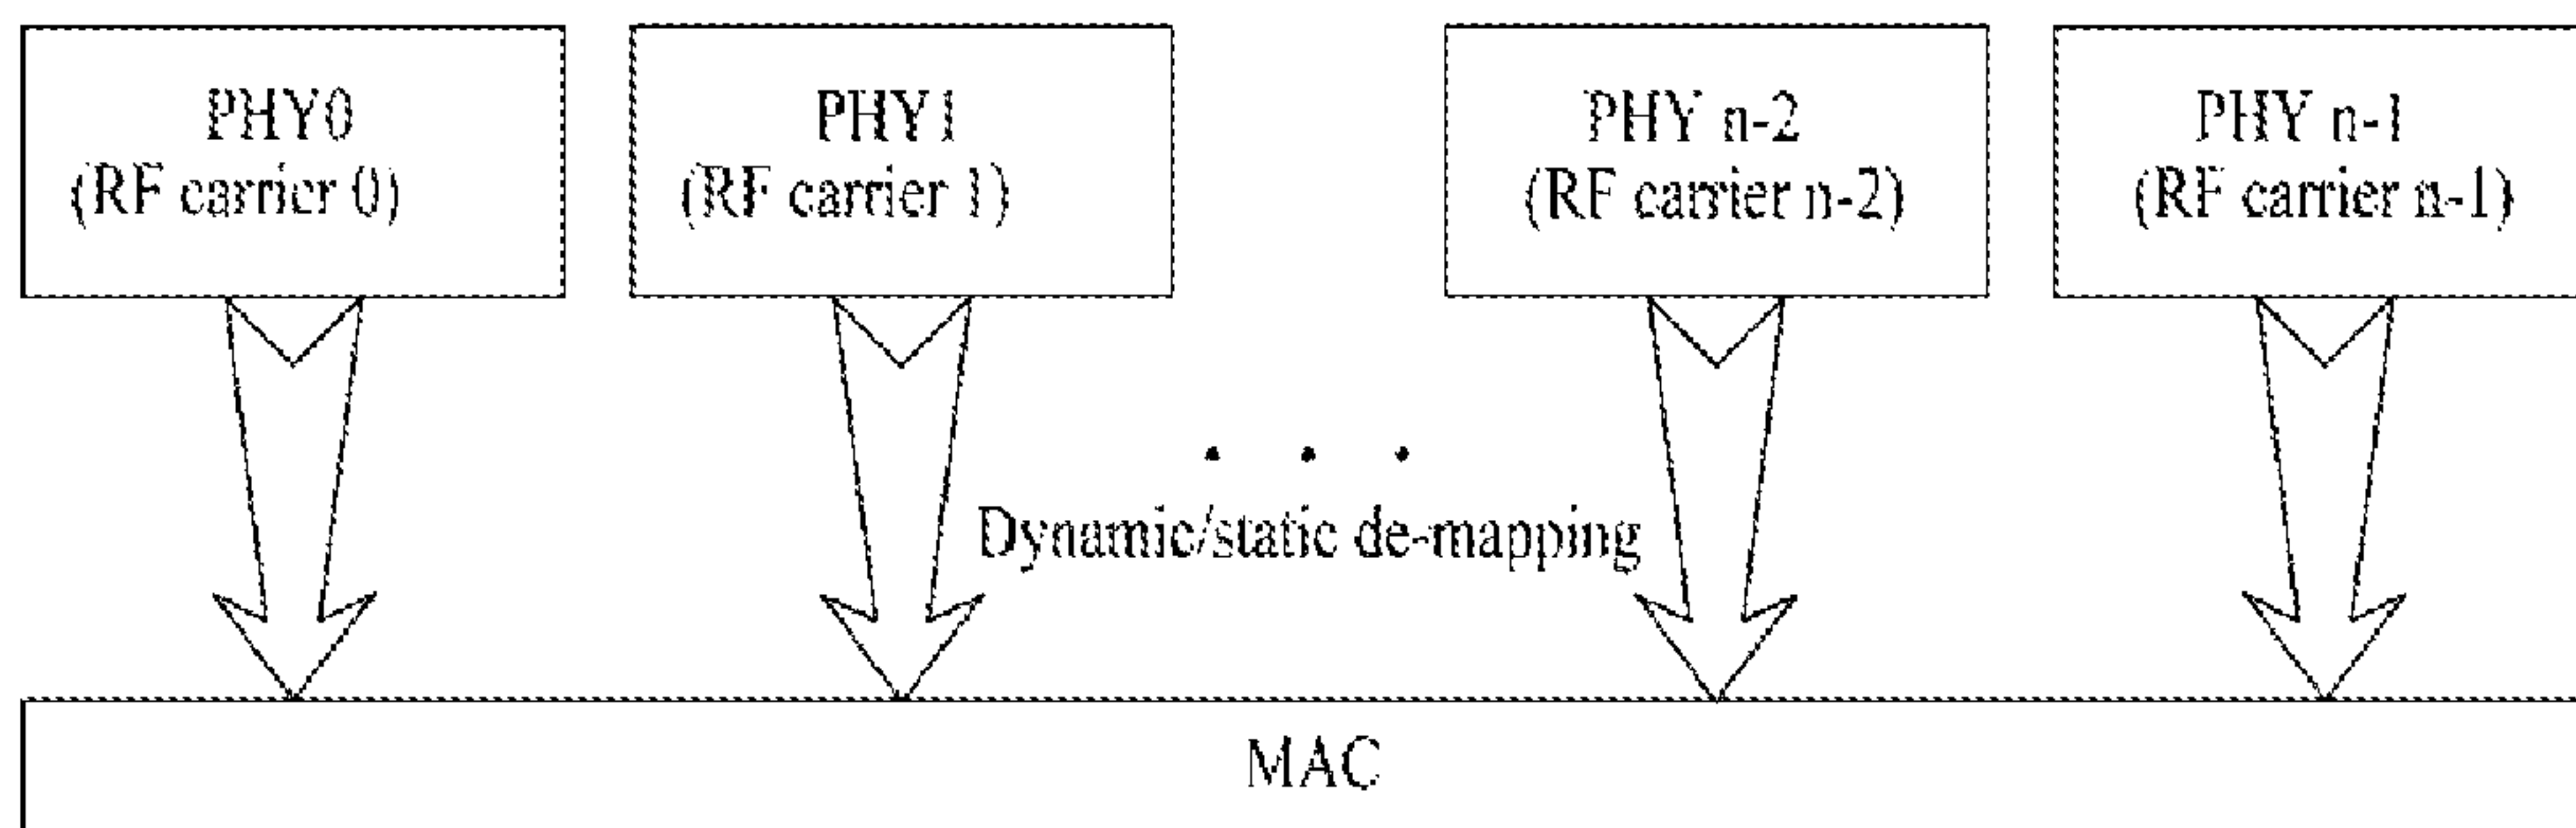 PHY0
(RF carrier 0)
PHY1
(RF carrier 1)
PHY n-2
(RF carrier n-2)
PHY n-1
(RF carrier n-1)
. . .
Dynamic/static de-mapping
MAC